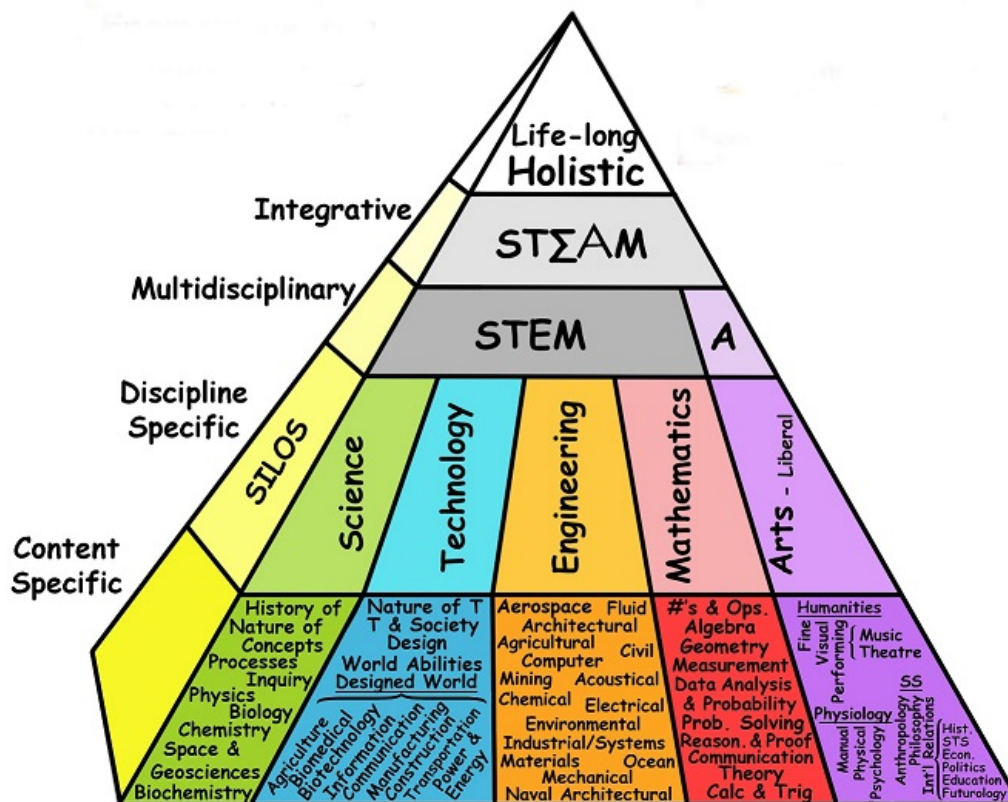 Life-long
Holistic
Integrative
STΣAM
Multidisciplinary
STEM
A
Discipline
Specific
SILOS
Science
Technology
Engineering
Mathematics
Arts - Liberal
Content
Specific
History of
Nature of
Concepts
Processes
Inquiry
Physics
Biology
Chemistry
Space &
Geosciences
Biochemistry
Nature of T
T & Society
Design
World Abilities
Designed World
Agriculture
Biomedical
Biotechnology
Information
Communication
Manufacturing
Construction
Transportation
Power &
Energy
Aerospace Fluid
Architectural
Agricultural Civil
Computer
Mining Acoustical
Chemical Electrical
Environmental
Industrial/Systems
Materials Ocean
Mechanical
Naval Architectural
#'s & Ops.
Algebra
Geometry
Measurement
Data Analysis
& Probability
Prob. Solving
Reason. & Proof
Communication
Theory
Calc & Trig
Humanities
Fine
Visual
Performing
Music
Theatre
Physiology
Manual
Physical
Psychology
SS
Anthropology
Philosophy
Int'l Relations
Hist.
STS
Econ.
Politics
Education
Futurology